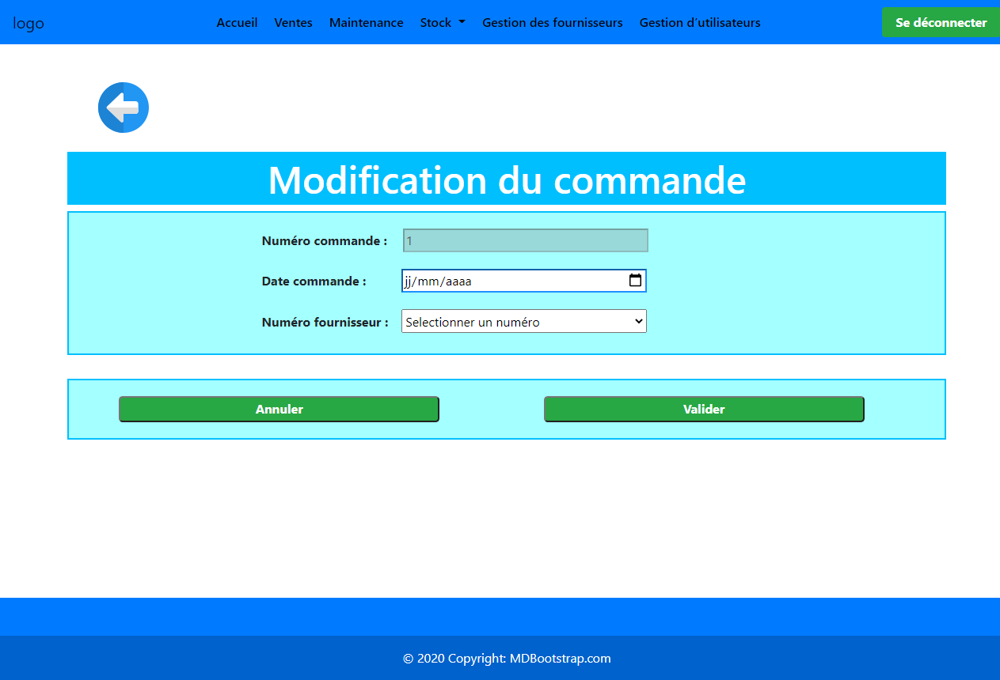 logo Accueil Ventes Maintenance Stock Gestion des fournisseurs Gestion d'utilisateurs Se déconnecter
Modification du commande
Numéro commande : 1
Date commande : jj/mm/aaaa
Numéro fournisseur : Selectionner un numéro
Annuler Valider
© 2020 Copyright: MDBootstrap.com